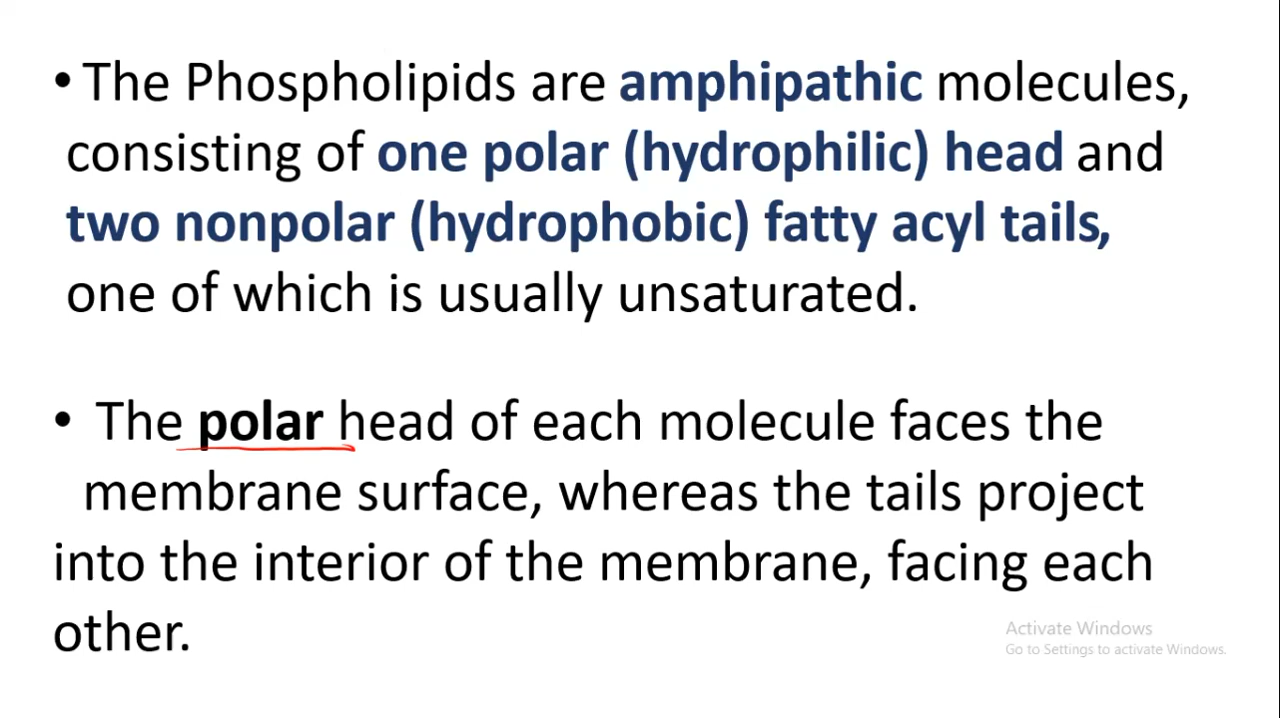 • The Phospholipids are amphipathic molecules,
consisting of one polar (hydrophilic) head and
two nonpolar (hydrophobic) fatty acyl tails,
one of which is usually unsaturated.
• The polar head of each molecule faces the
membrane surface, whereas the tails project
into the interior of the membrane, facing each
other.
Activate Windows
Go to Settings to activate Windows.